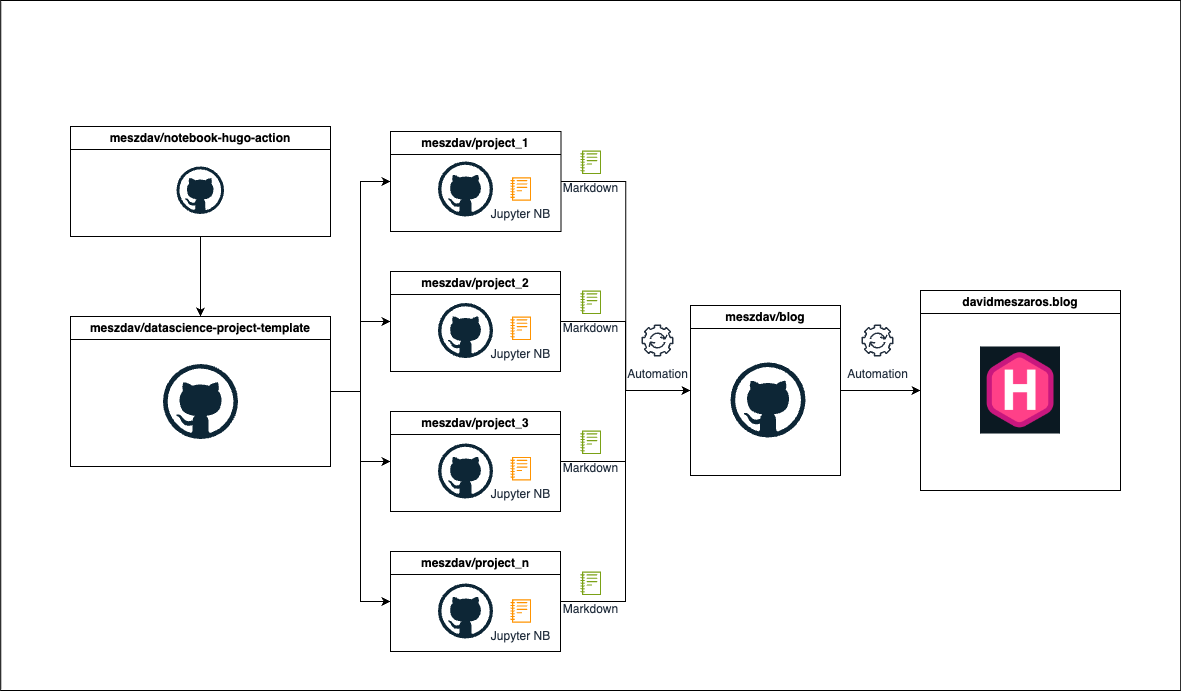 meszdav/notebook-hugo-action
meszdav/datascience-project-template
meszdav/project_1
Jupyter NB
Markdown
meszdav/project_2
Jupyter NB
Markdown
meszdav/project_3
Jupyter NB
Markdown
meszdav/project_n
Jupyter NB
Markdown
Automation
meszdav/blog
Automation
davidmeszaros.blog
H